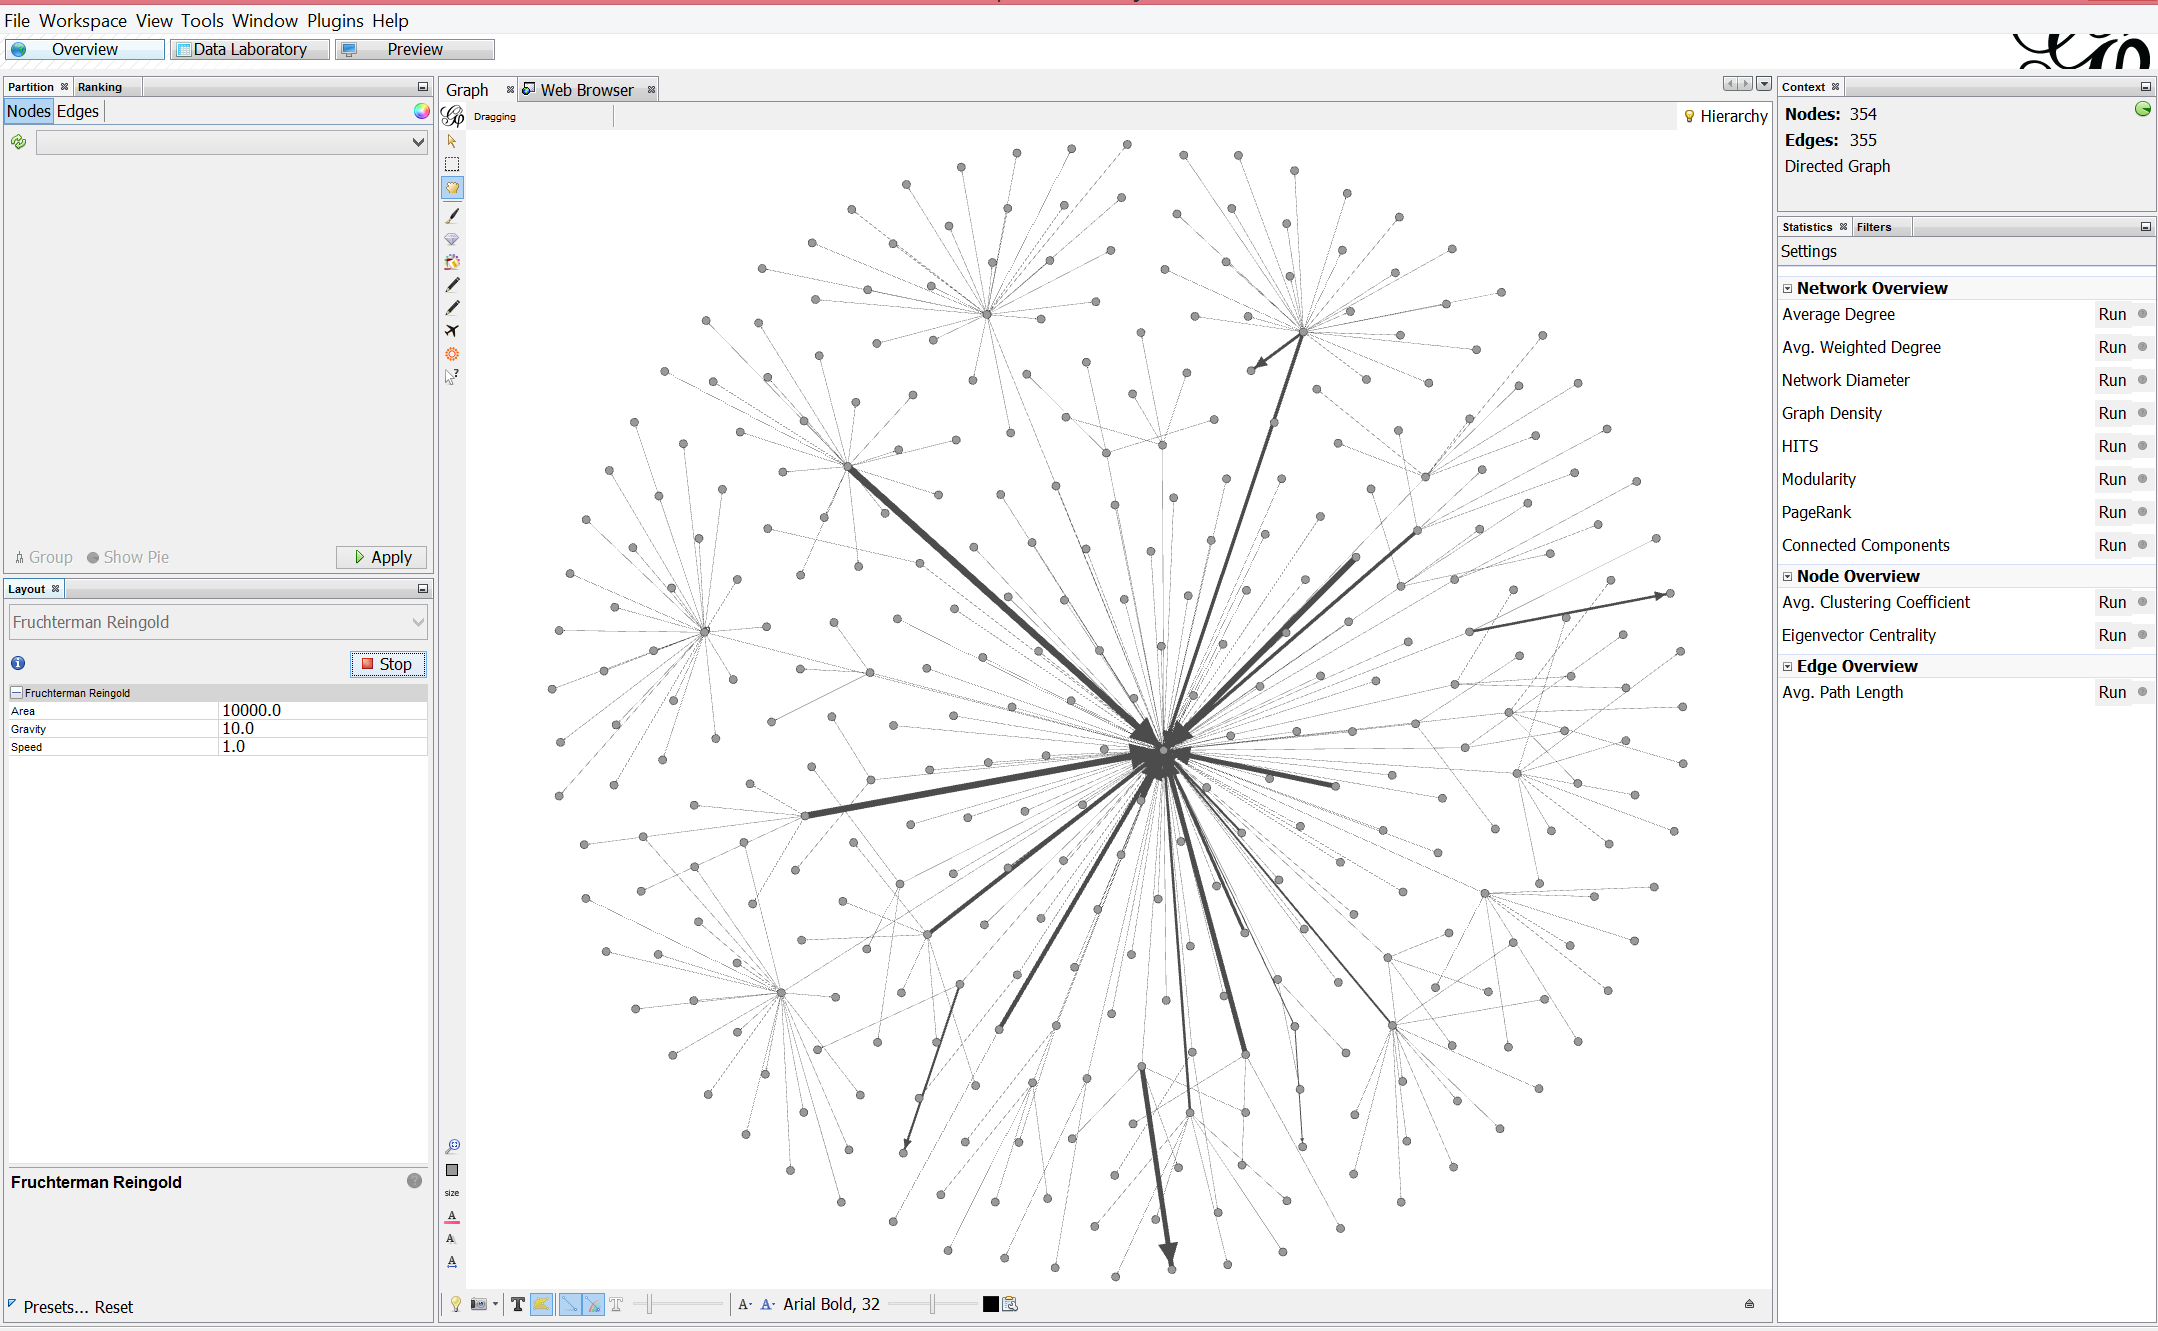 File Workspace View Tools Window Plugins Help
Overview Data Laboratory Preview
Partition Ranking
Nodes Edges
Group Show Pie Apply
Layout
Fruchterman Reingold
Stop
Fruchterman Reingold
Area 10000.0
Gravity 10.0
Speed 1.0
Fruchterman Reingold
Presets... Reset
Graph Web Browser
Dragging
Hierarchy
size
A
A
A
T T A A Arial Bold, 32
Context
Nodes: 354
Edges: 355
Directed Graph
Statistics Filters
Settings
Network Overview
Average Degree Run
Avg. Weighted Degree Run
Network Diameter Run
Graph Density Run
HITS Run
Modularity Run
PageRank Run
Connected Components Run
Node Overview
Avg. Clustering Coefficient Run
Eigenvector Centrality Run
Edge Overview
Avg. Path Length Run